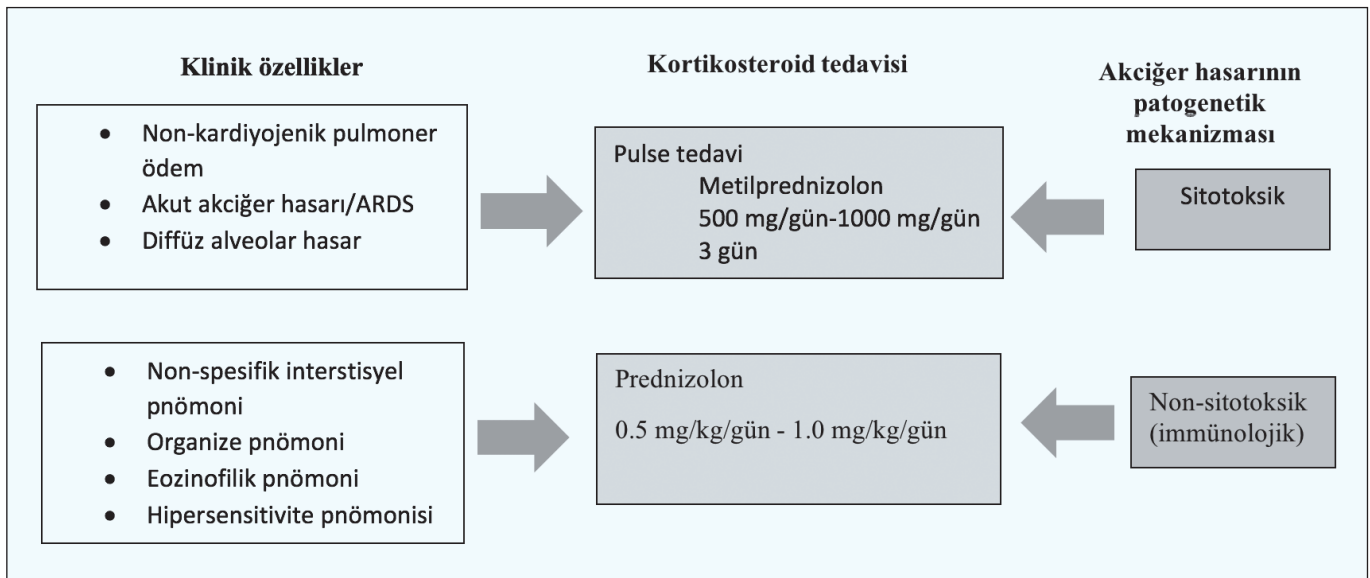 Klinik özellikler
Kortikosteroid tedavisi
Akciğer hasarının
patogenetik
mekanizması
• Non-kardiyojenik pulmoner
ödem
• Akut akciğer hasarı/ARDS
• Diffüz alveolar hasar
Pulse tedavi
Metilprednizolon
500 mg/gün-1000 mg/gün
3 gün
Sitotoksik
• Non-spesifik interstisyel
pnömoni
• Organize pnömoni
• Eozinofilik pnömoni
• Hipersensitivite pnömonisi
Prednizolon
0.5 mg/kg/gün - 1.0 mg/kg/gün
Non-sitotoksik
(immünolojik)